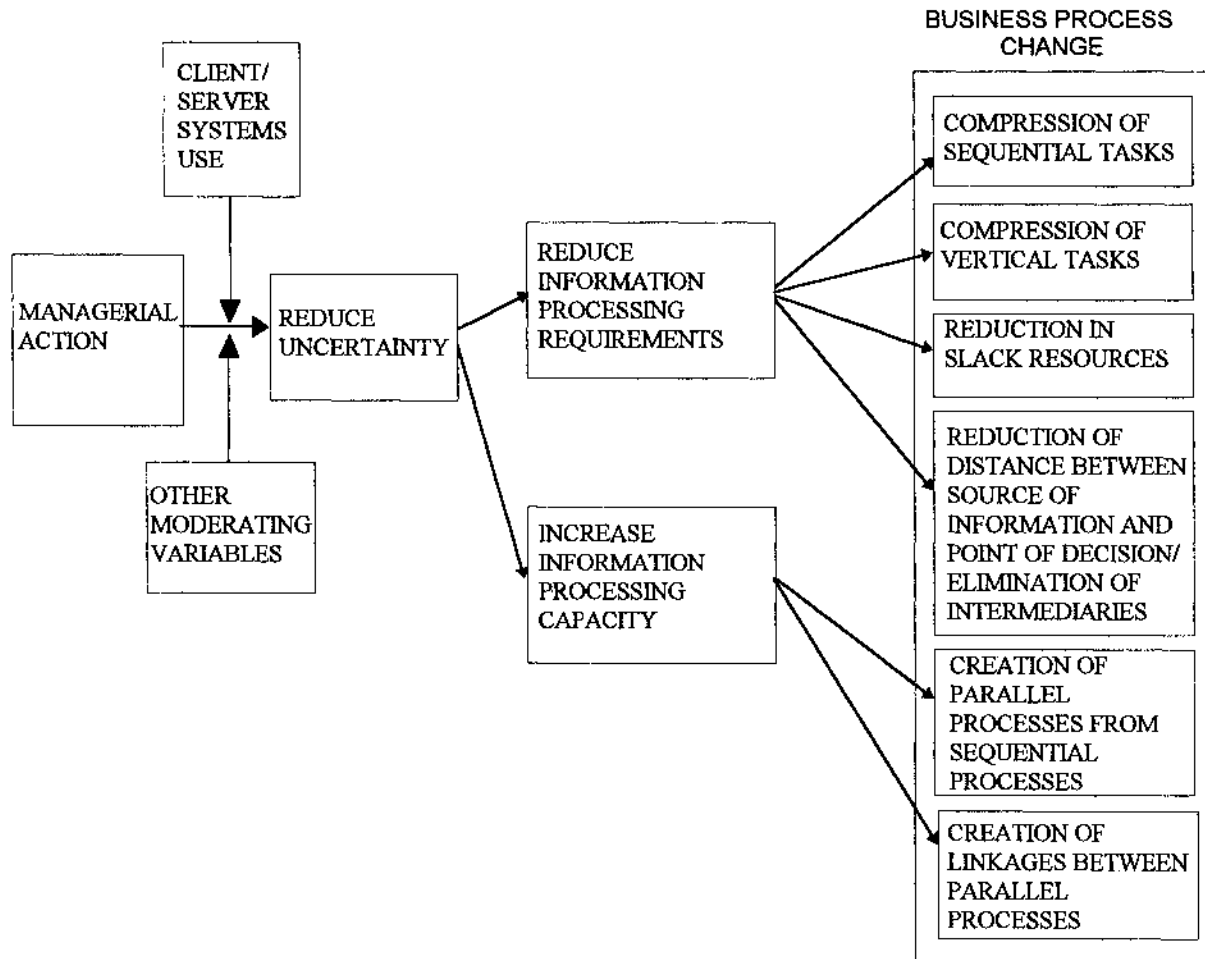 BUSINESS PROCESS
CHANGE
CLIENT/
SERVER
SYSTEMS
USE
MANAGERIAL
ACTION
OTHER
MODERATING
VARIABLES
REDUCE
UNCERTAINTY
REDUCE
INFORMATION
PROCESSING
REQUIREMENTS
INCREASE
INFORMATION
PROCESSING
CAPACITY
COMPRESSION OF
SEQUENTIAL TASKS
COMPRESSION OF
VERTICAL TASKS
REDUCTION IN
SLACK RESOURCES
REDUCTION OF
DISTANCE BETWEEN
SOURCE OF
INFORMATION AND
POINT OF DECISION/
ELIMINATION OF
INTERMEDIARIES
CREATION OF
PARALLEL
PROCESSES FROM
SEQUENTIAL
PROCESSES
CREATION OF
LINKAGES BETWEEN
PARALLEL
PROCESSES